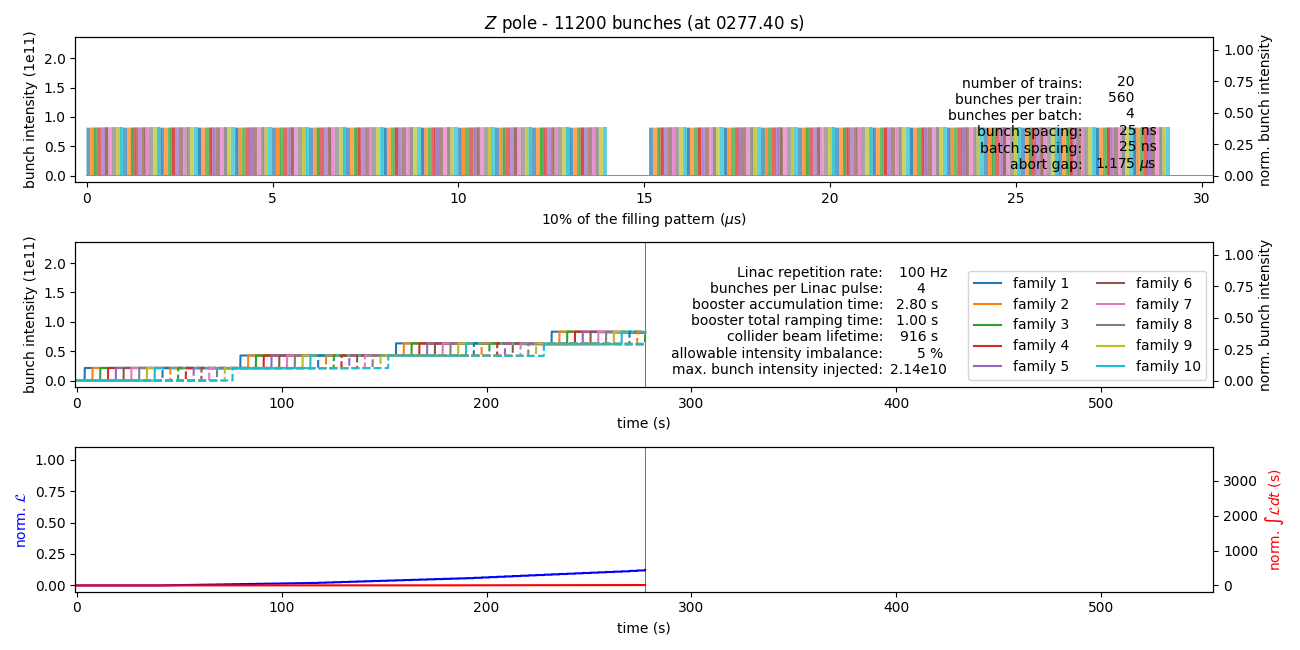 Z pole - 11200 bunches (at 0277.40 s)
bunch intensity (1e11)
2.0
1.5
1.0
0.5
0.0
number of trains: 20
bunches per train: 560
bunches per batch: 4
bunch spacing: 25 ns
batch spacing: 25 ns
abort gap: 1.175 μs
1.00
0.75
0.50
0.25
0.00
norm. bunch intensity
0 5 10 15 20 25 30
10% of the filling pattern (μs)
bunch intensity (1e11)
2.0
1.5
1.0
0.5
0.0
Linac repetition rate: 100 Hz
bunches per Linac pulse: 4
booster accumulation time: 2.80 s
booster total ramping time: 1.00 s
collider beam lifetime: 916 s
allowable intensity imbalance: 5 %
max. bunch intensity injected: 2.14e10
family 1
family 2
family 3
family 4
family 5
family 6
family 7
family 8
family 9
family 10
1.00
0.75
0.50
0.25
0.00
norm. bunch intensity
0 100 200 300 400 500
time (s)
norm. ℒ
1.00
0.75
0.50
0.25
0.00
3000
2000
1000
0
norm. ∫ℒdt (s)
0 100 200 300 400 500
time (s)